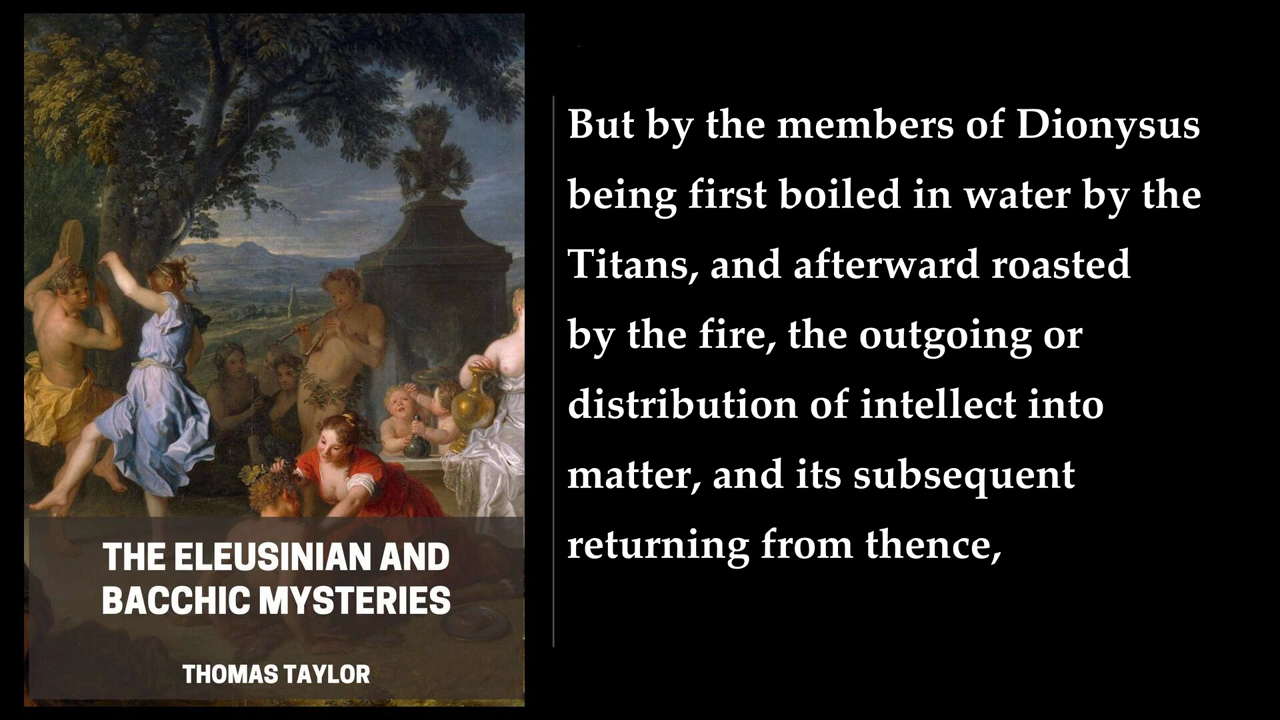 But by the members of Dionysus
being first boiled in water by the
Titans, and afterward roasted
by the fire, the outgoing or
distribution of intellect into
matter, and its subsequent
returning from thence,
THE ELEUSINIAN AND
BACCHIC MYSTERIES
THOMAS TAYLOR